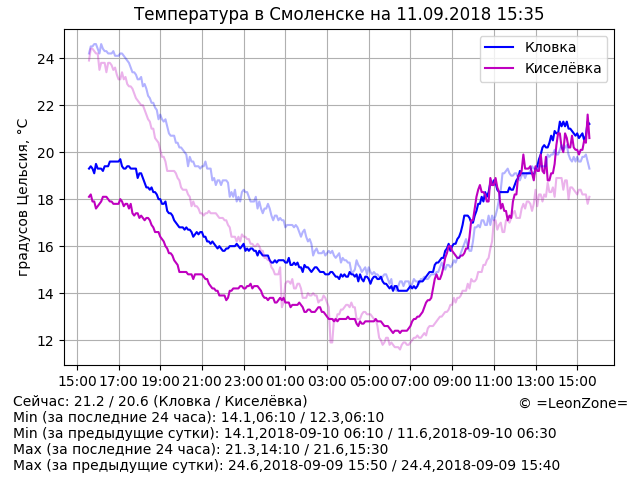 Температура в Смоленске на 11.09.2018 15:35
Кловка
Киселёвка
градусов Цельсия, °C
24
22
20
18
16
14
12
15:00 17:00 19:00 21:00 23:00 01:00 03:00 05:00 07:00 09:00 11:00 13:00 15:00
Сейчас: 21.2 / 20.6 (Кловка / Киселёвка)
© =LeonZone=
Min (за последние 24 часа): 14.1,06:10 / 12.3,06:10
Min (за предыдущие сутки): 14.1,2018-09-10 06:10 / 11.6,2018-09-10 06:30
Max (за последние 24 часа): 21.3,14:10 / 21.6,15:30
Max (за предыдущие сутки): 24.6,2018-09-09 15:50 / 24.4,2018-09-09 15:40